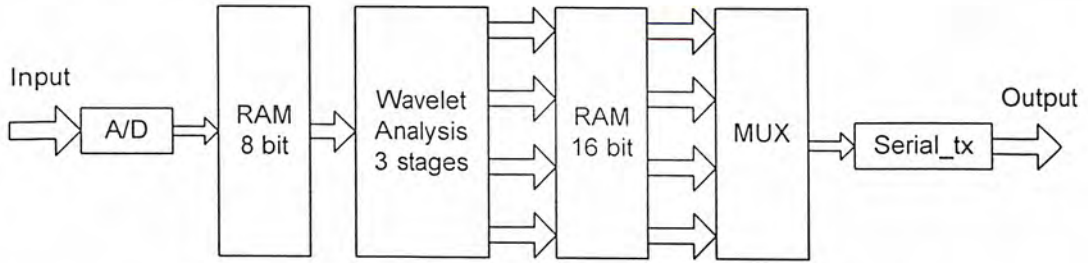 Input
A/D
RAM
8 bit
Wavelet
Analysis
3 stages
RAM
16 bit
MUX
Serial_tx
Output